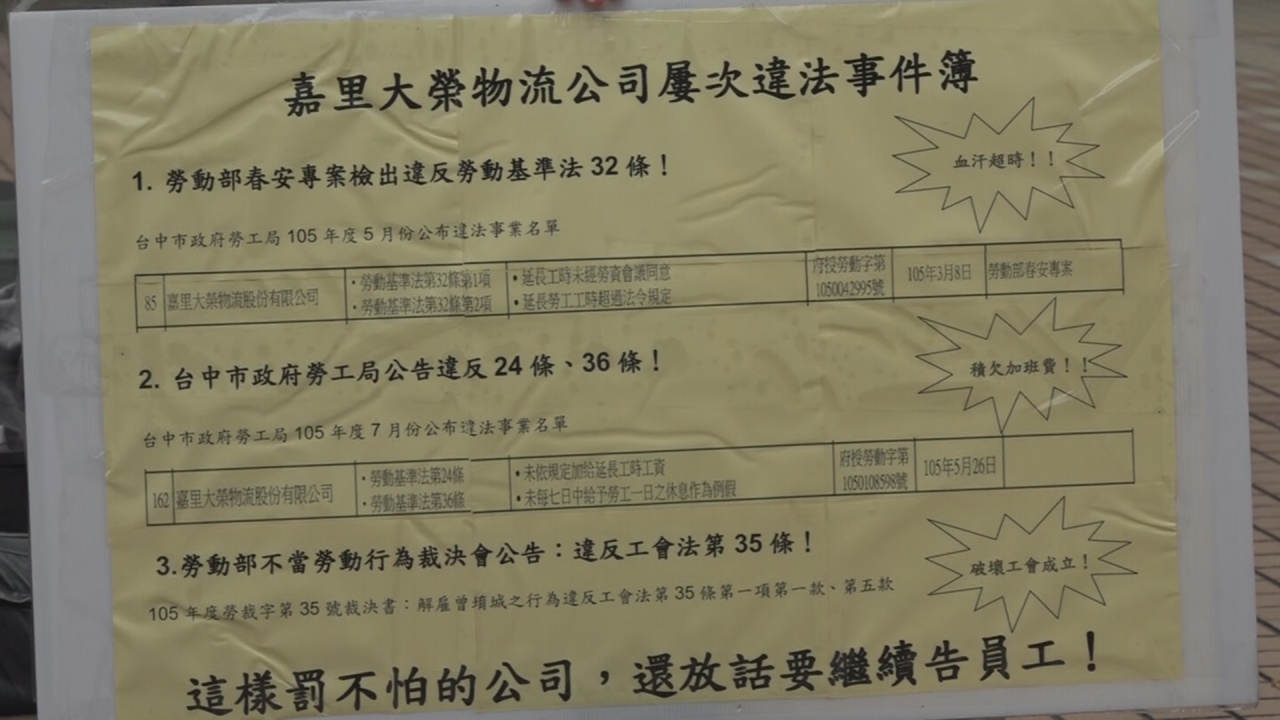 嘉里大榮物流公司屢次違法事件簿
血汗超時！！
1. 勞動部春安專案檢出違反勞動基準法 32 條！
台中市政府勞工局 105 年度 5 月份公布違法事業名單
85 嘉里大榮物流股份有限公司 ・勞動基準法第32條第1項 ・延長工時未經勞資會議同意 府授勞動字第 105年3月8日 勞動部春安專案
・勞動基準法第32條第2項 ・延長勞工工時超過法令規定 1050042995號
積欠加班費！！
2. 台中市政府勞工局公告違反 24 條、36 條！
台中市政府勞工局 105 年度 7 月份公布違法事業名單
162 嘉里大榮物流股份有限公司 ・勞動基準法第24條 ・未依規定加給延長工時工資 府授勞動字第 105年5月26日
・勞動基準法第36條 ・未每七日中給予勞工一日之休息作為例假 1050108598號
破壞工會成立！
3.勞動部不當勞動行為裁決會公告：違反工會法第 35 條！
105 年度勞裁字第 35 號裁決書：解雇曾埥城之行為違反工會法第 35 條第一項第一款、第五款
這樣罰不怕的公司，還放話要繼續告員工！